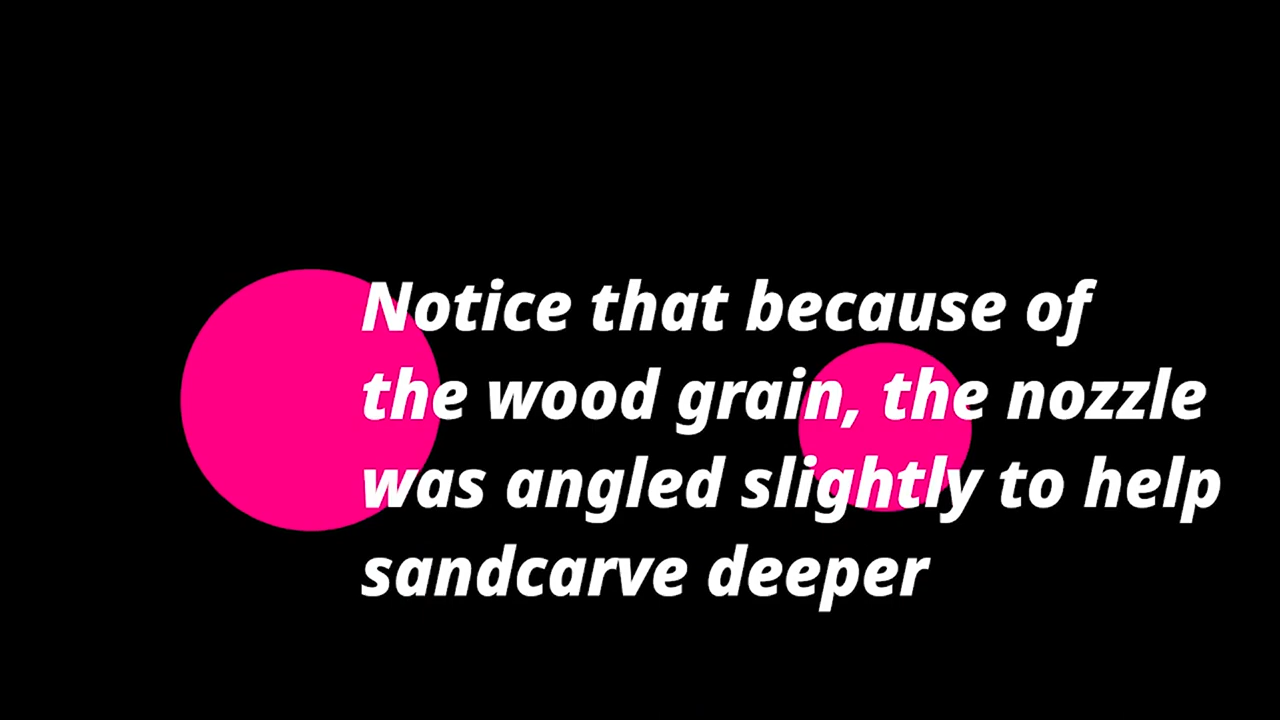 Notice that because of
the wood grain, the nozzle
was angled slightly to help
sandcarve deeper